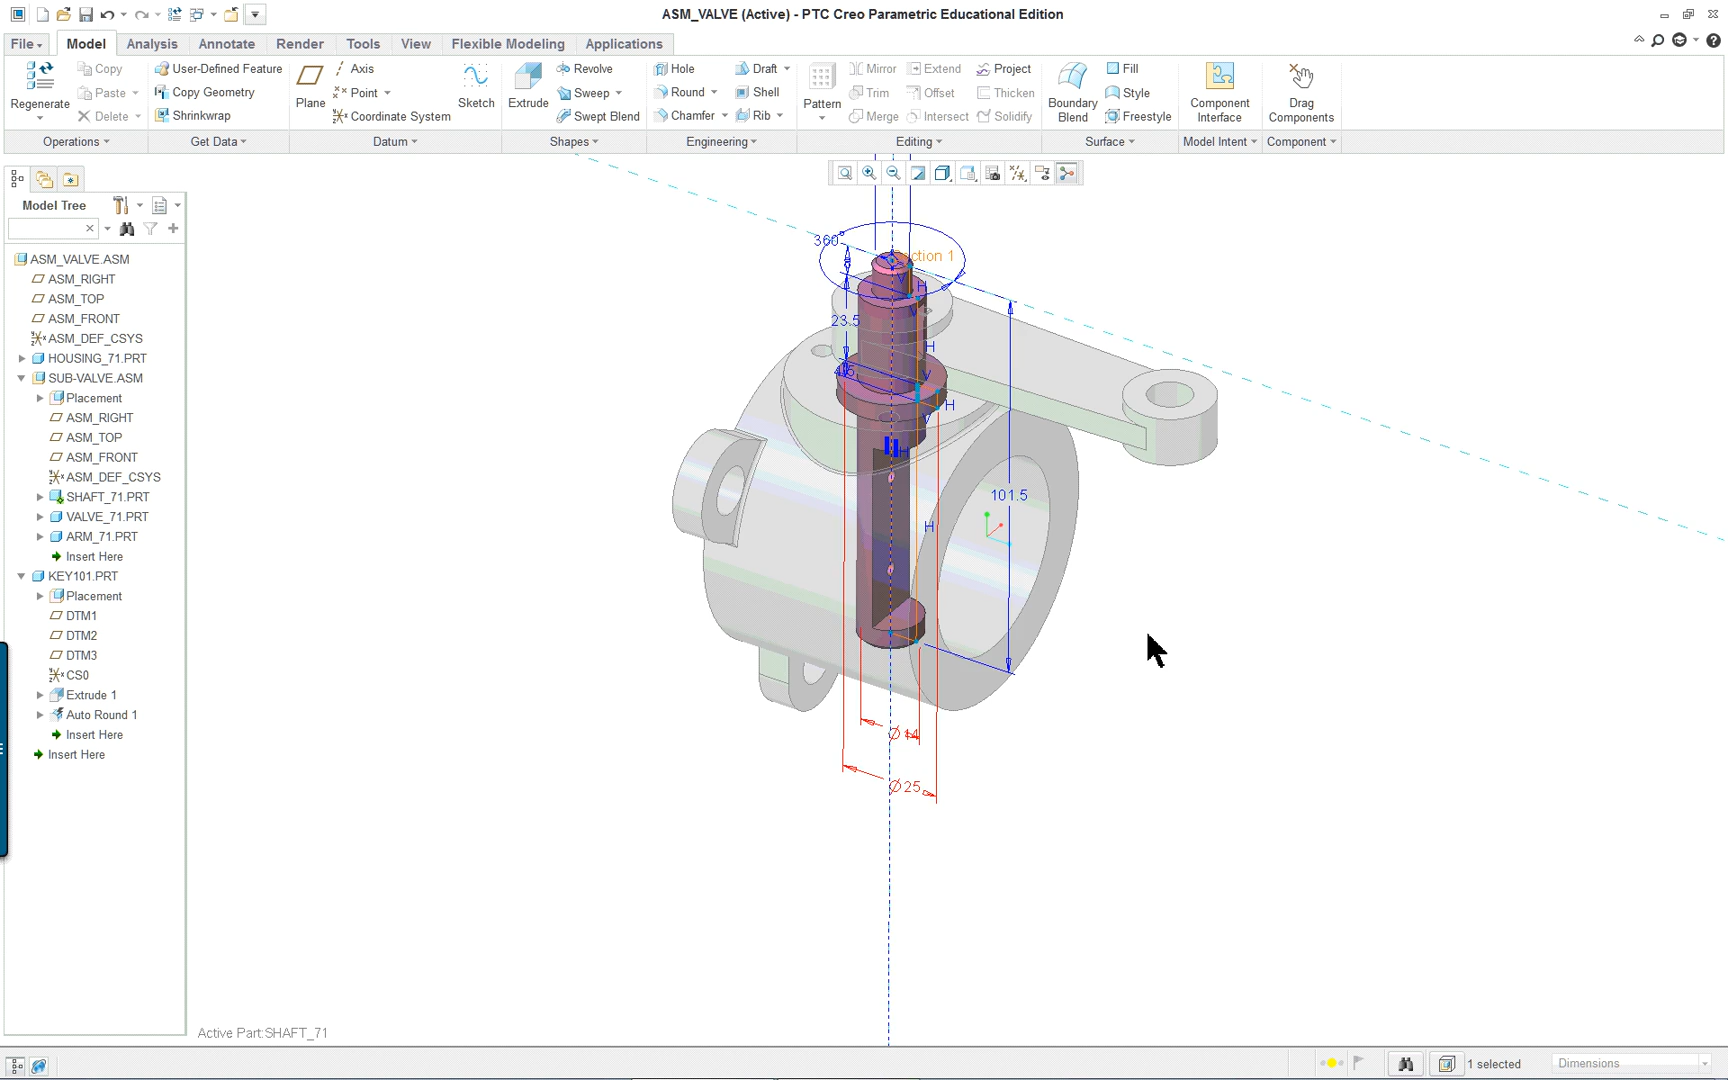 ASM_VALVE (Active) - PTC Creo Parametric Educational Edition
File Model Analysis Annotate Render Tools View Flexible Modeling Applications
Regenerate Copy Paste Delete
User-Defined Feature
Copy Geometry
Shrinkwrap
Plane Axis Point Coordinate System Sketch
Extrude Revolve Sweep Swept Blend
Hole Round Chamfer Draft Shell Rib
Pattern Mirror Trim Merge Extend Offset Intersect Project Thicken Solidify
Boundary Blend Fill Style Freestyle
Component Interface
Drag Components
Operations Get Data Datum Shapes Engineering Editing Surface Model Intent Component
Model Tree
ASM_VALVE.ASM
ASM_RIGHT
ASM_TOP
ASM_FRONT
ASM_DEF_CSYS
HOUSING_71.PRT
SUB-VALVE.ASM
Placement
ASM_RIGHT
ASM_TOP
ASM_FRONT
ASM_DEF_CSYS
SHAFT_71.PRT
VALVE_71.PRT
ARM_71.PRT
Insert Here
KEY101.PRT
Placement
DTM1
DTM2
DTM3
CS0
Extrude 1
Auto Round 1
Insert Here
Insert Here
360°
ction 1
V
H
V
23.5
H
V
H
V
H
101.5
H
Ø14
Ø25
Active Part:SHAFT_71
1 selected
Dimensions